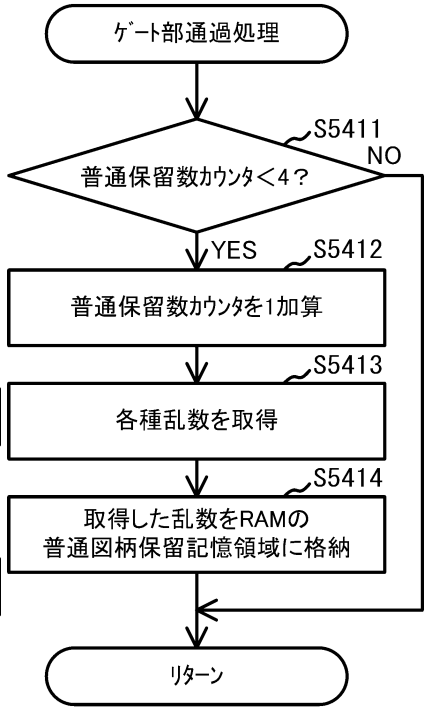 ｹﾞｰﾄ部通過処理
S5411
NO
普通保留数ｶｳﾝﾀ<4?
YES
S5412
普通保留数ｶｳﾝﾀを1加算
S5413
各種乱数を取得
S5414
取得した乱数をRAMの
普通図柄保留記憶領域に格納
ﾘﾀｰﾝ